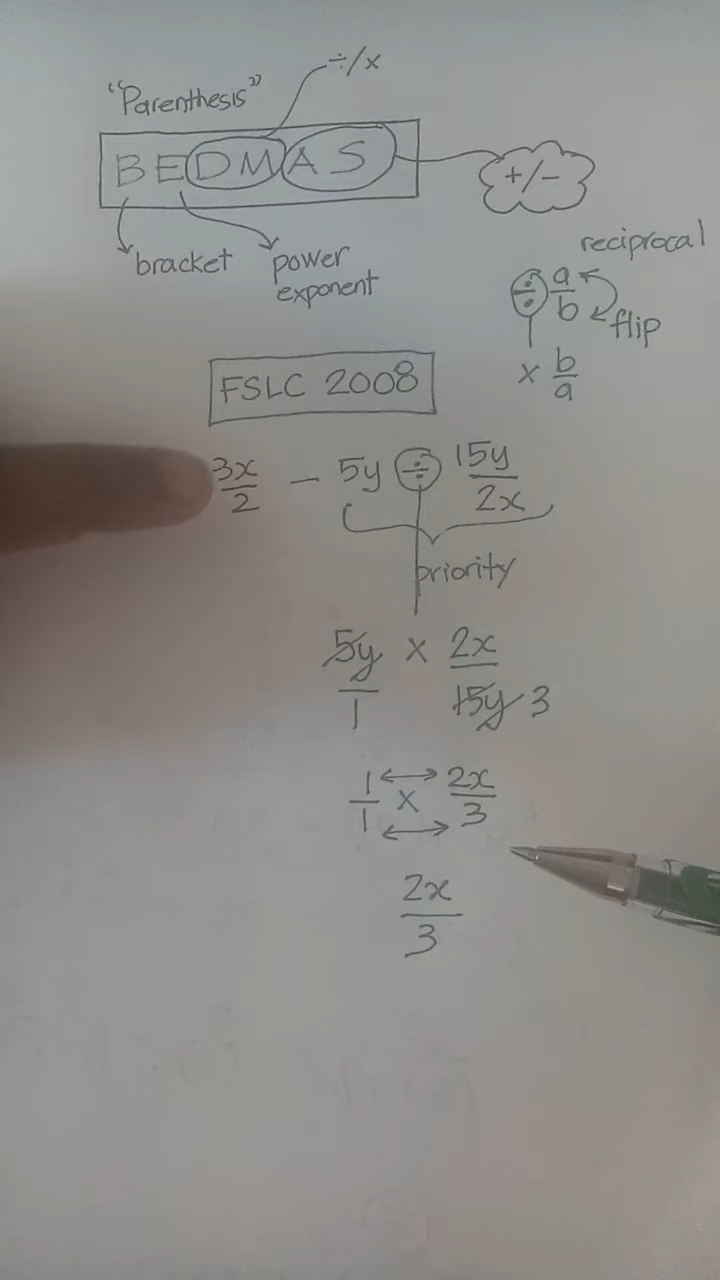 ÷/x
"Parenthesis"
BEDMAS
+/−
bracket
power
exponent
reciprocal
÷ a/b
flip
x b/a
FSLC 2008
3x/2 − 5y ÷ 15y/2x
priority
5y/1 x 2x/15y 3
1/1 x 2x/3
2x/3